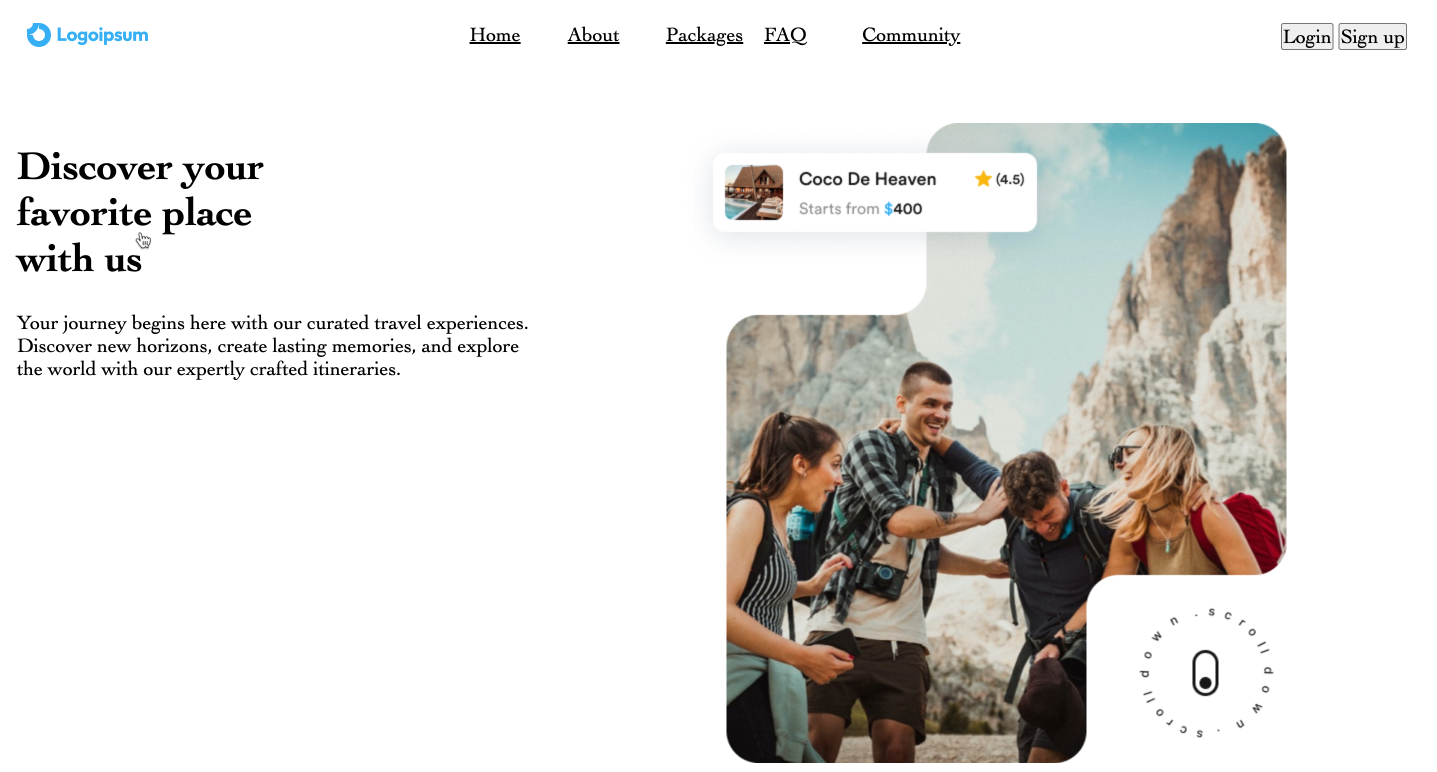 Logoipsum
Home About Packages FAQ Community
Login Sign up
Discover your
favorite place
with us
Your journey begins here with our curated travel experiences.
Discover new horizons, create lasting memories, and explore
the world with our expertly crafted itineraries.
Coco De Heaven (4.5)
Starts from $400
.scroll down.scroll down